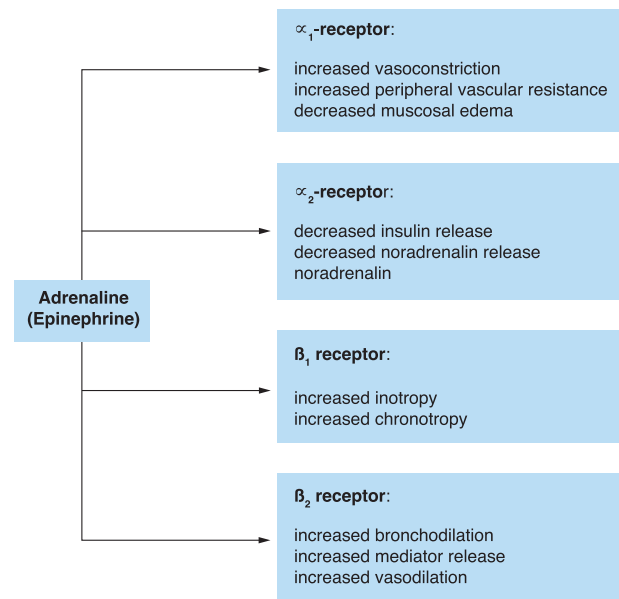 ∝₁-receptor:
increased vasoconstriction
increased peripheral vascular resistance
decreased muscosal edema
∝₂-receptor:
decreased insulin release
decreased noradrenalin release
noradrenalin
Adrenaline
(Epinephrine)
ß₁ receptor:
increased inotropy
increased chronotropy
ß₂ receptor:
increased bronchodilation
increased mediator release
increased vasodilation